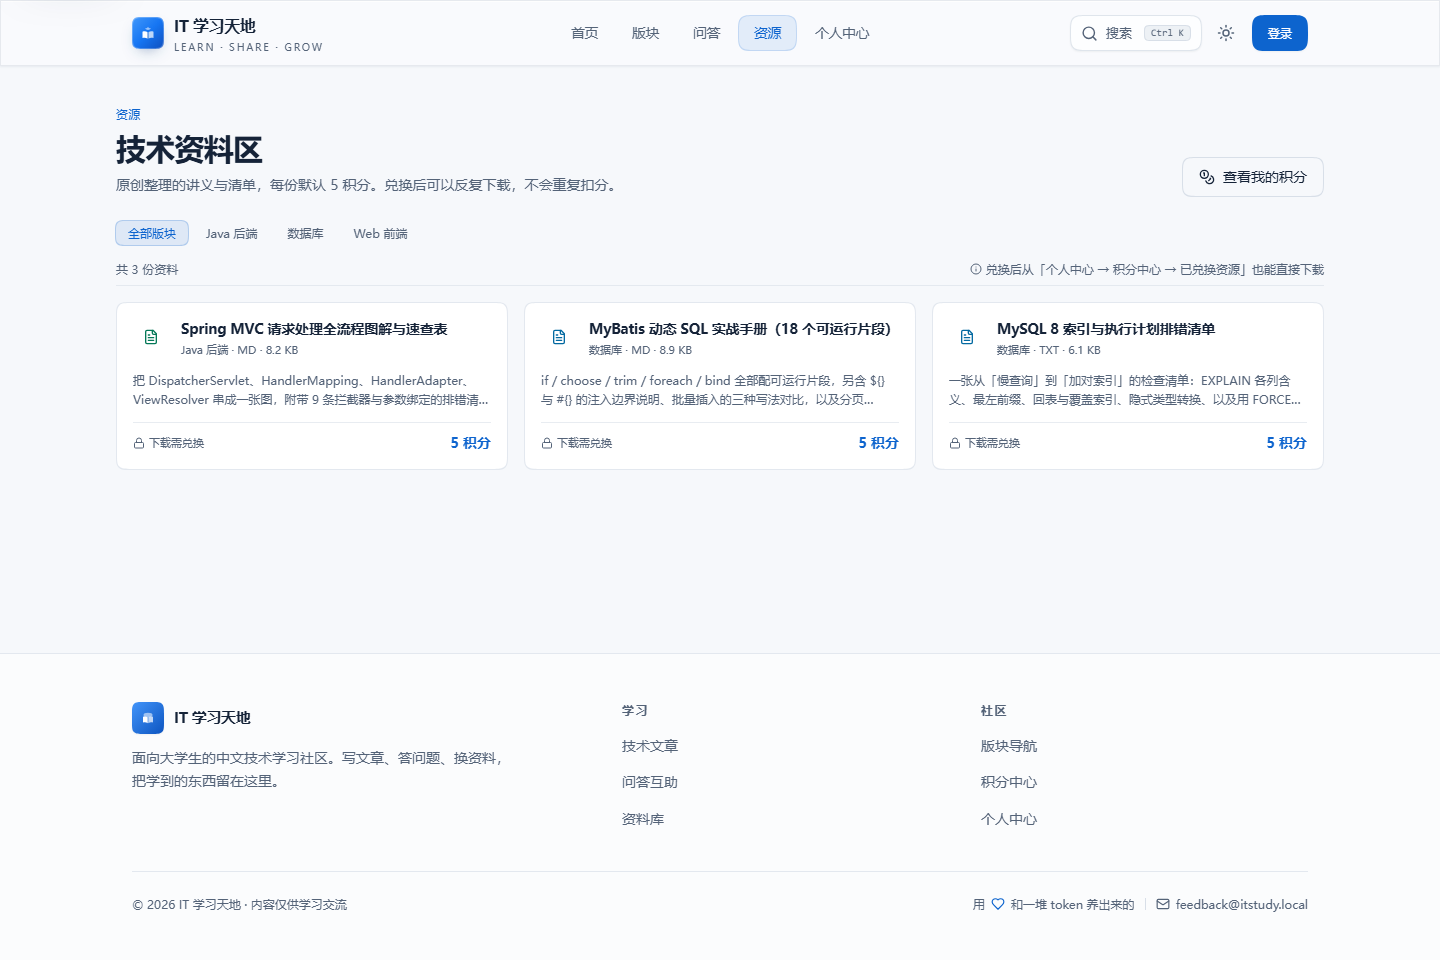 IT 学习天地
LEARN · SHARE · GROW
首页
版块
问答
资源
个人中心
搜索
Ctrl K
登录
资源
技术资料区
原创整理的讲义与清单，每份默认 5 积分。兑换后可以反复下载，不会重复扣分。
查看我的积分
全部版块
Java 后端
数据库
Web 前端
共 3 份资料
兑换后从「个人中心 → 积分中心 → 已兑换资源」也能直接下载
Spring MVC 请求处理全流程图解与速查表
Java 后端 · MD · 8.2 KB
把 DispatcherServlet、HandlerMapping、HandlerAdapter、
ViewResolver 串成一张图，附带 9 条拦截器与参数绑定的排错清…
下载需兑换
5 积分
MyBatis 动态 SQL 实战手册（18 个可运行片段）
数据库 · MD · 8.9 KB
if / choose / trim / foreach / bind 全部配可运行片段，另含 ${}
与 #{} 的注入边界说明、批量插入的三种写法对比，以及分页…
下载需兑换
5 积分
MySQL 8 索引与执行计划排错清单
数据库 · TXT · 6.1 KB
一张从「慢查询」到「加对索引」的检查清单：EXPLAIN 各列含
义、最左前缀、回表与覆盖索引、隐式类型转换、以及用 FORCE…
下载需兑换
5 积分
IT 学习天地
面向大学生的中文技术学习社区。写文章、答问题、换资料，
把学到的东西留在这里。
学习
技术文章
问答互助
资料库
社区
版块导航
积分中心
个人中心
© 2026 IT 学习天地 · 内容仅供学习交流
用 ♡ 和一堆 token 养出来的
feedback@itstudy.local